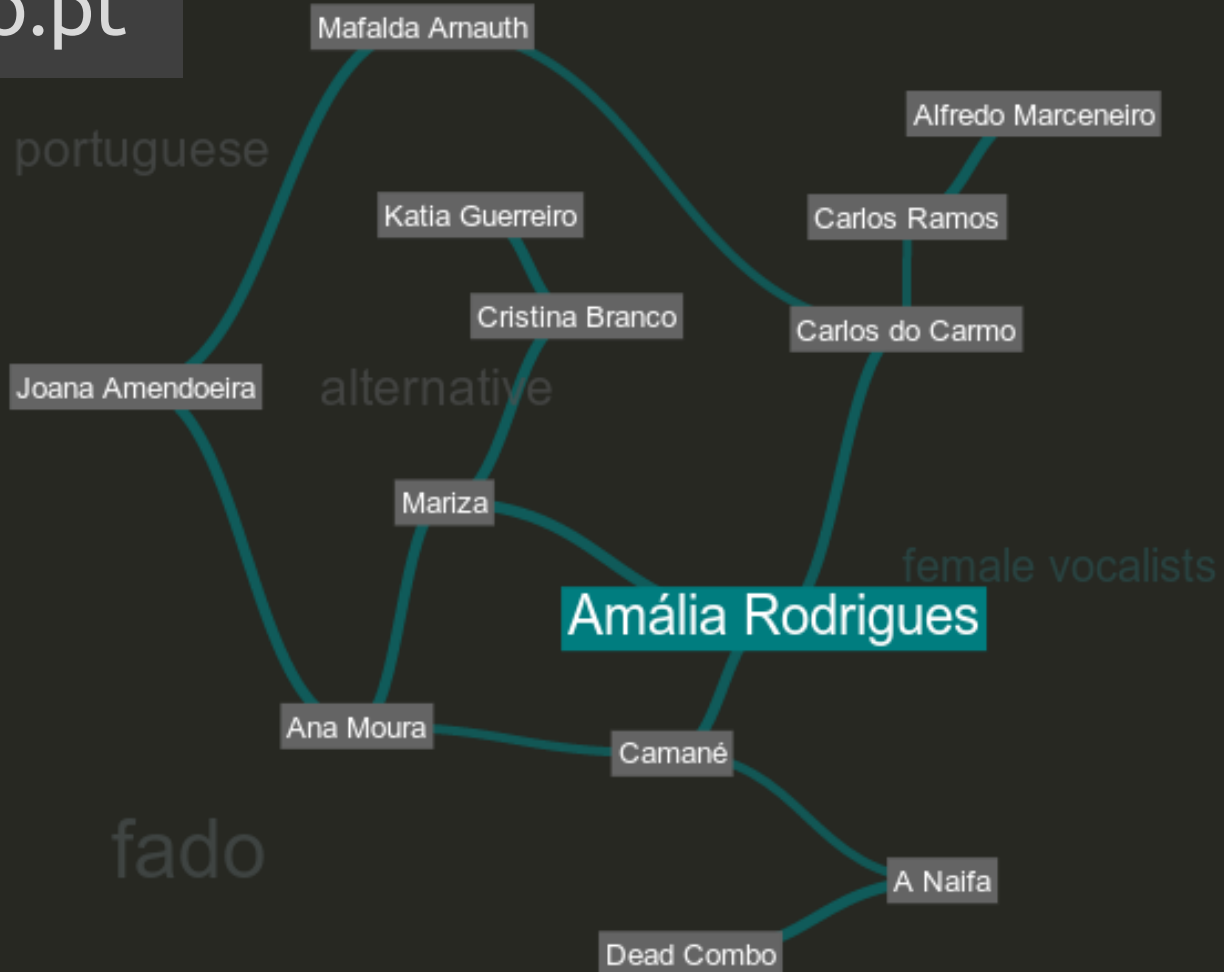 o.pt
Mafalda Arnauth
Alfredo Marceneiro
portuguese
Katia Guerreiro
Carlos Ramos
Cristina Branco
Carlos do Carmo
Joana Amendoeira
alternative
Mariza
female vocalists
Amália Rodrigues
Ana Moura
Camané
fado
A Naifa
Dead Combo